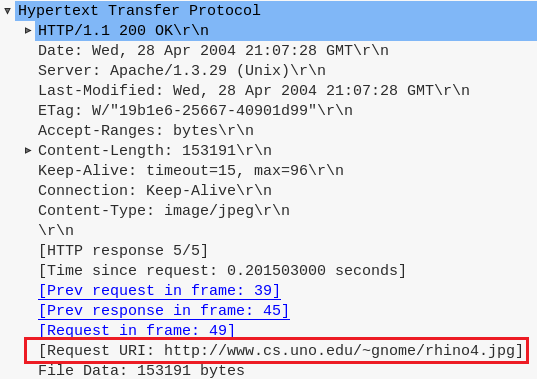 Hypertext Transfer Protocol
HTTP/1.1 200 OK\r\n
Date: Wed, 28 Apr 2004 21:07:28 GMT\r\n
Server: Apache/1.3.29 (Unix)\r\n
Last-Modified: Wed, 28 Apr 2004 21:07:28 GMT\r\n
ETag: W/"19b1e6-25667-40901d99"\r\n
Accept-Ranges: bytes\r\n
Content-Length: 153191\r\n
Keep-Alive: timeout=15, max=96\r\n
Connection: Keep-Alive\r\n
Content-Type: image/jpeg\r\n
\r\n
[HTTP response 5/5]
[Time since request: 0.201503000 seconds]
[Prev request in frame: 39]
[Prev response in frame: 45]
[Request in frame: 49]
[Request URI: http://www.cs.uno.edu/~gnome/rhino4.jpg]
File Data: 153191 bytes